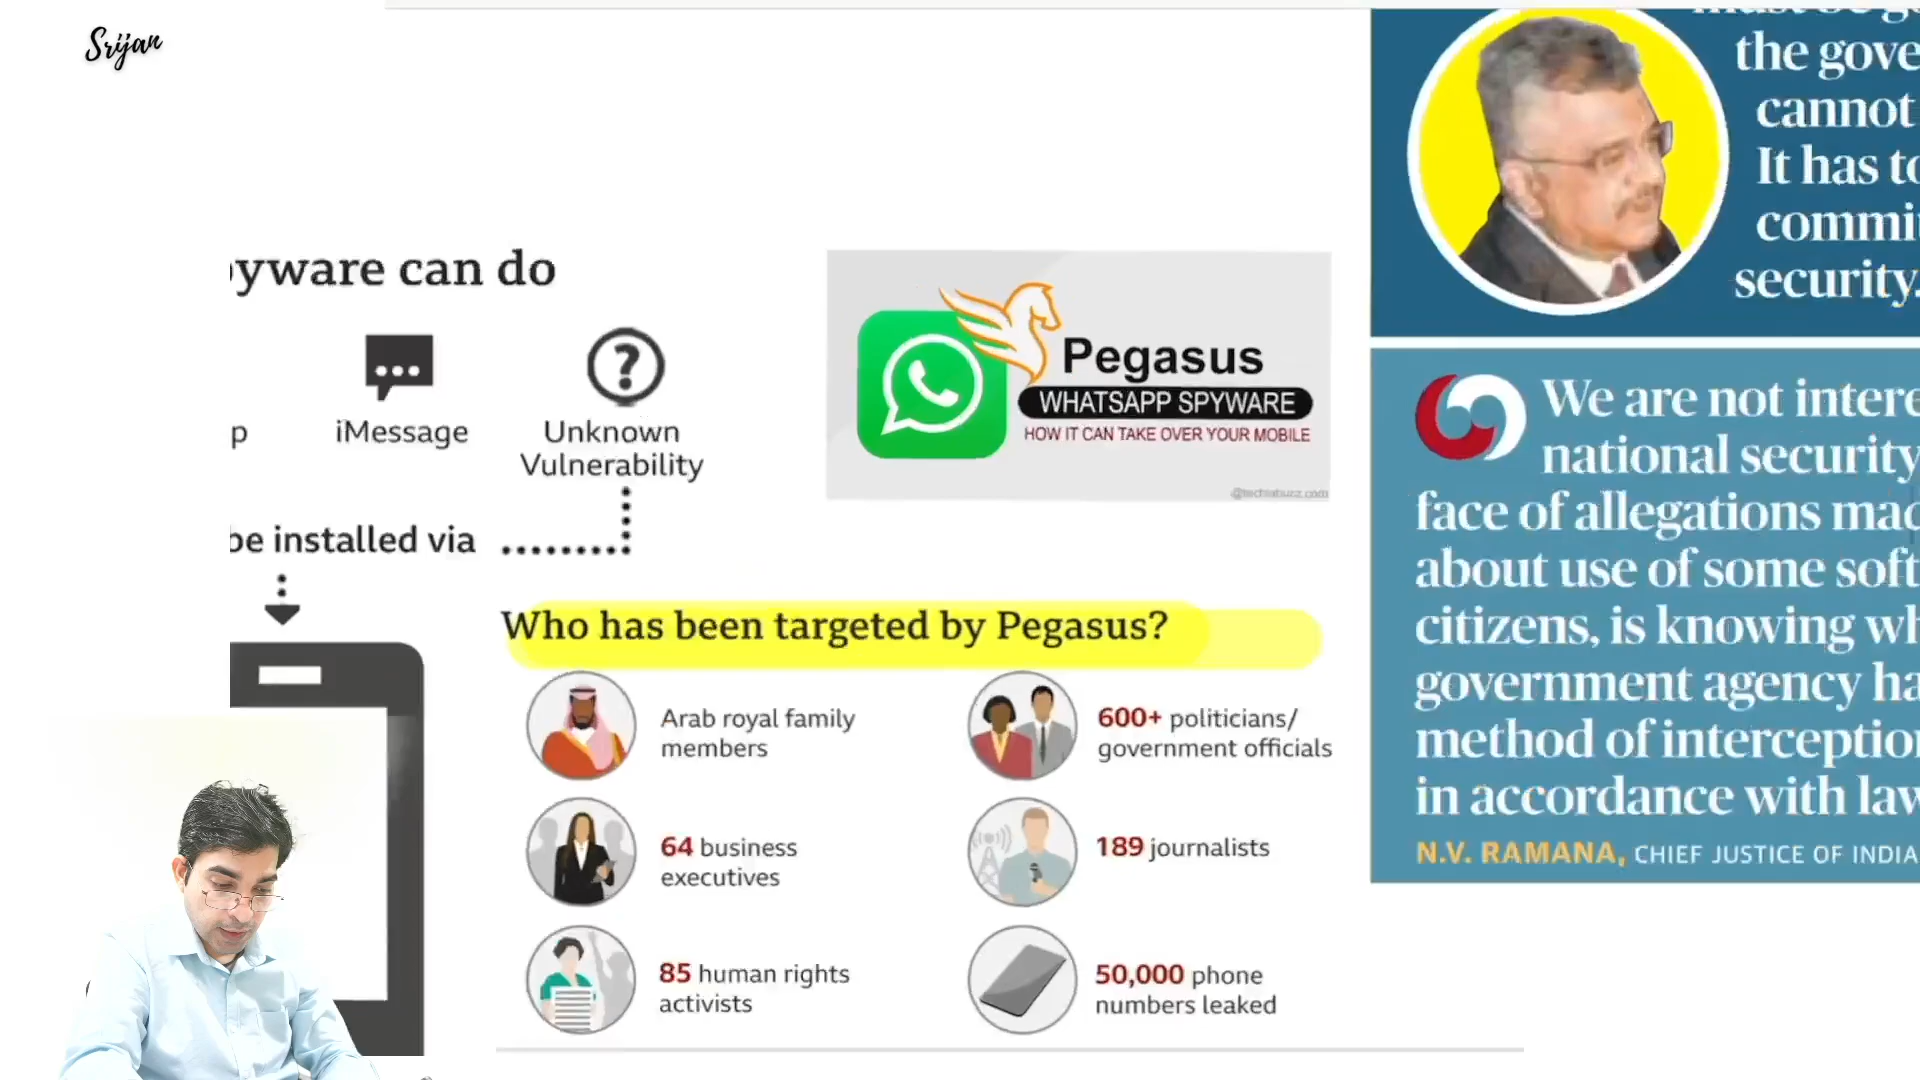 Srijan
pyware can do
p
iMessage
Unknown
Vulnerability
be installed via
Pegasus
WHATSAPP SPYWARE
HOW IT CAN TAKE OVER YOUR MOBILE
@techiebuzz.com
Who has been targeted by Pegasus?
Arab royal family
members
600+ politicians/
government officials
64 business
executives
189 journalists
85 human rights
activists
50,000 phone
numbers leaked
the gove
cannot
It has to
commi
security.
We are not intere
national security
face of allegations mad
about use of some soft
citizens, is knowing wh
government agency ha
method of interception
in accordance with law
N.V. RAMANA, CHIEF JUSTICE OF INDIA